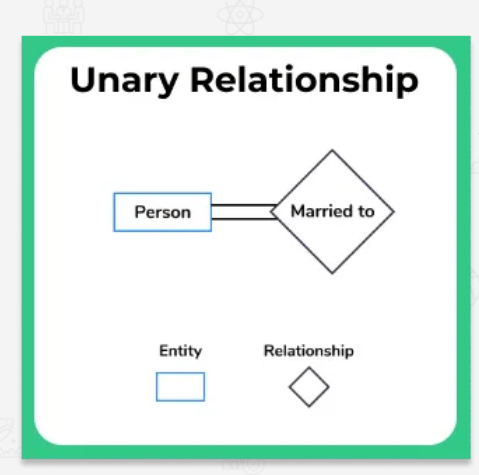 Unary Relationship
Person
Married to
Entity
Relationship